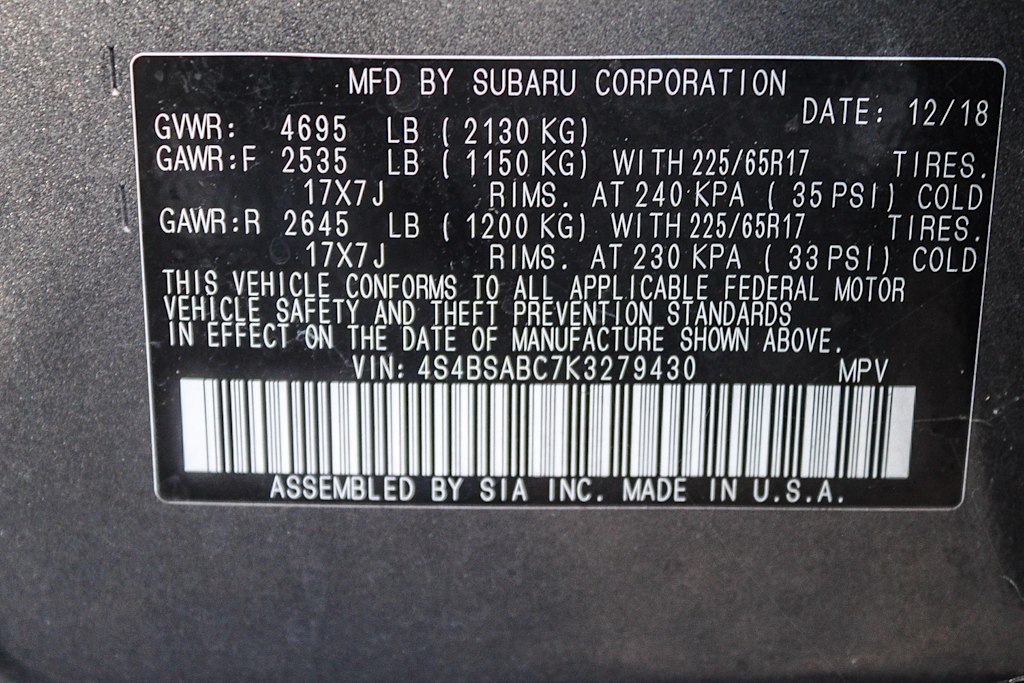 MFD BY SUBARU CORPORATION
DATE: 12/18
GVWR: 4695 LB ( 2130 KG)
GAWR:F 2535 LB ( 1150 KG) WITH 225/65R17 TIRES.
17X7J RIMS. AT 240 KPA ( 35 PSI) COLD
GAWR:R 2645 LB ( 1200 KG) WITH 225/65R17 TIRES.
17X7J RIMS. AT 230 KPA ( 33 PSI) COLD
THIS VEHICLE CONFORMS TO ALL APPLICABLE FEDERAL MOTOR
VEHICLE SAFETY AND THEFT PREVENTION STANDARDS
IN EFFECT ON THE DATE OF MANUFACTURE SHOWN ABOVE.
VIN: 4S4BSABC7K3279430 MPV
ASSEMBLED BY SIA INC. MADE IN U.S.A.